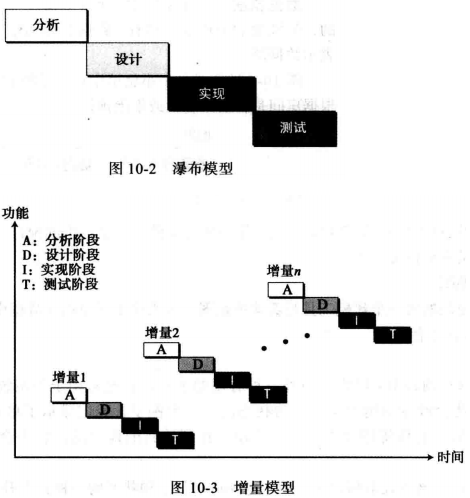 分析
设计
实现
测试
图 10-2 瀑布模型
功能
A：分析阶段
D：设计阶段
I：实现阶段
T：测试阶段
增量n
A
D
I
T
增量2
A
D
I
T
增量1
A
D
I
T
时间
图 10-3 增量模型